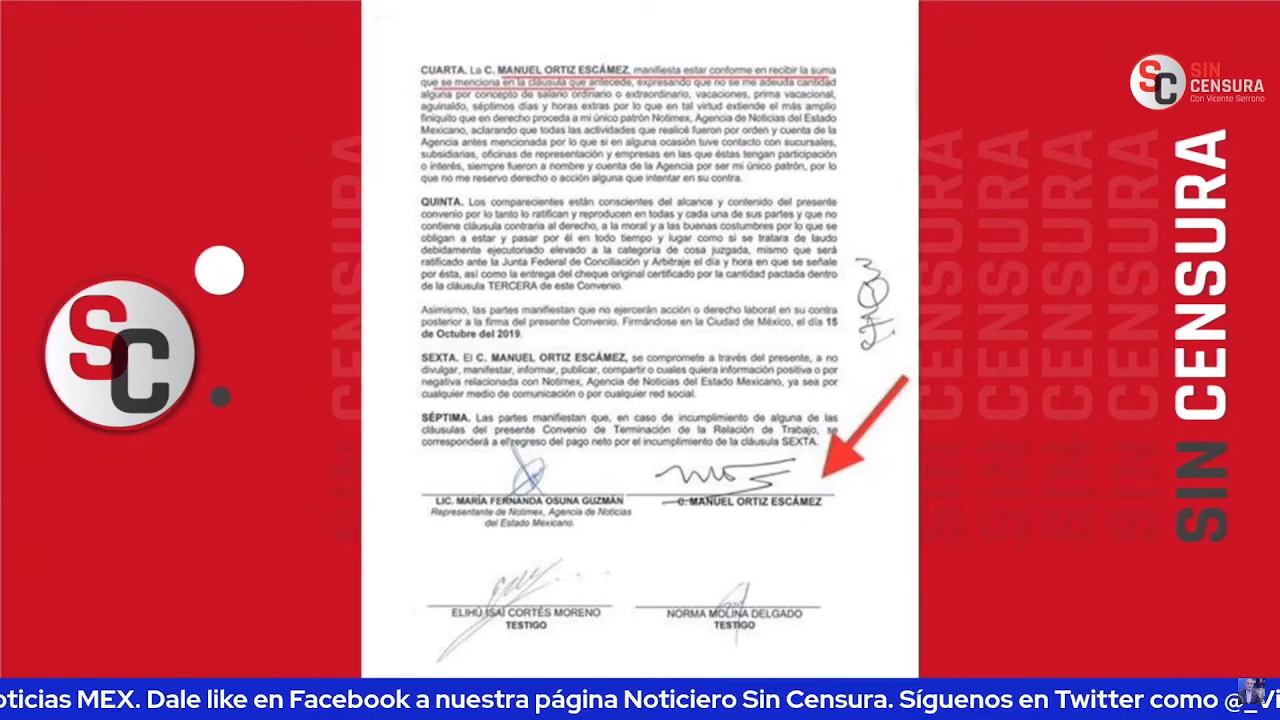 CUARTA. La C. MANUEL ORTIZ ESCÁMEZ, manifiesta estar conforme en recibir la suma
que se menciona en la cláusula que antecede, expresando que no se me adeuda cantidad
alguna por concepto de salario ordinario o extraordinario, vacaciones, prima vacacional,
aguinaldo, séptimos días y horas extras por lo que en tal virtud extiende el más amplio
finiquito que en derecho proceda a mi único patrón Notimex, Agencia de Noticias del Estado
Mexicano, aclarando que todas las actividades que realicé fueron por orden y cuenta de la
Agencia antes mencionada por lo que si en alguna ocasión tuve contacto con sucursales,
subsidiarias, oficinas de representación y empresas en las que éstas tengan participación
o interés, siempre fueron a nombre y cuenta de la Agencia por ser mi único patrón, por lo
que no me reservo derecho o acción alguna que intentar en su contra.
QUINTA. Los comparecientes están conscientes del alcance y contenido del presente
convenio por lo tanto lo ratifican y reproducen en todas y cada una de sus partes y que no
contiene cláusula contraria al derecho, a la moral y a las buenas costumbres por lo que se
obligan a estar y pasar por él en todo tiempo y lugar como si se tratara de laudo
debidamente ejecutoriado elevado a la categoría de cosa juzgada, mismo que será
ratificado ante la Junta Federal de Conciliación y Arbitraje el día y hora en que se señale
por ésta, así como la entrega del cheque original certificado por la cantidad pactada dentro
de la cláusula TERCERA de este Convenio.
Asimismo, las partes manifiestan que no ejercerán acción o derecho laboral en su contra
posterior a la firma del presente Convenio. Firmándose en la Ciudad de México, el día 15
de Octubre del 2019.
SEXTA. El C. MANUEL ORTIZ ESCÁMEZ, se compromete a través del presente, a no
divulgar, manifestar, informar, publicar, compartir o cuales quiera información positiva o por
negativa relacionada con Notimex, Agencia de Noticias del Estado Mexicano, ya sea por
cualquier medio de comunicación o por cualquier red social.
SÉPTIMA. Las partes manifiestan que, en caso de incumplimiento de alguna de las
cláusulas del presente Convenio de Terminación de la Relación de Trabajo, se
corresponderá a el regreso del pago neto por el incumplimiento de la cláusula SEXTA.
LIC. MARÍA FERNANDA OSUNA GUZMÁN
Representante de Notimex, Agencia de Noticias
del Estado Mexicano.
C. MANUEL ORTIZ ESCÁMEZ
ELIHÚ ISAÍ CORTÉS MORENO
TESTIGO
NORMA MOLINA DELGADO
TESTIGO
SC
SC
SIN
CENSURA
Con Vicente Serrano
SIN CENSURA
CENSURA
oticias MEX. Dale like en Facebook a nuestra página Noticiero Sin Censura. Síguenos en Twitter como @_Vi